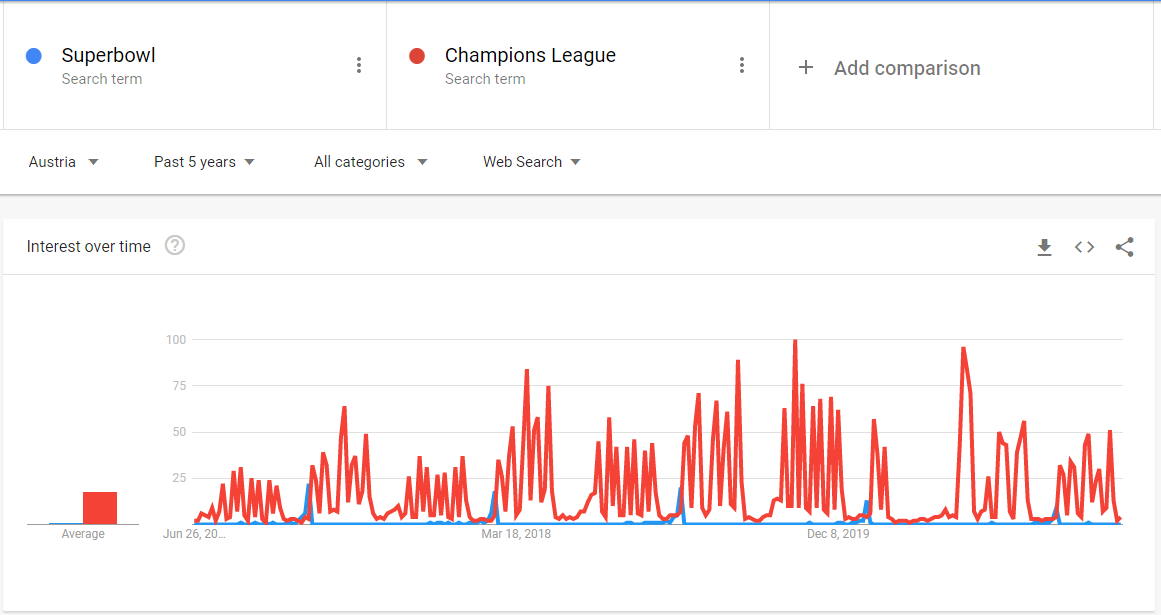 Superbowl
Search term
Champions League
Search term
+ Add comparison
Austria
Past 5 years
All categories
Web Search
Interest over time
?
100
75
50
25
Average
Jun 26, 20...
Mar 18, 2018
Dec 8, 2019